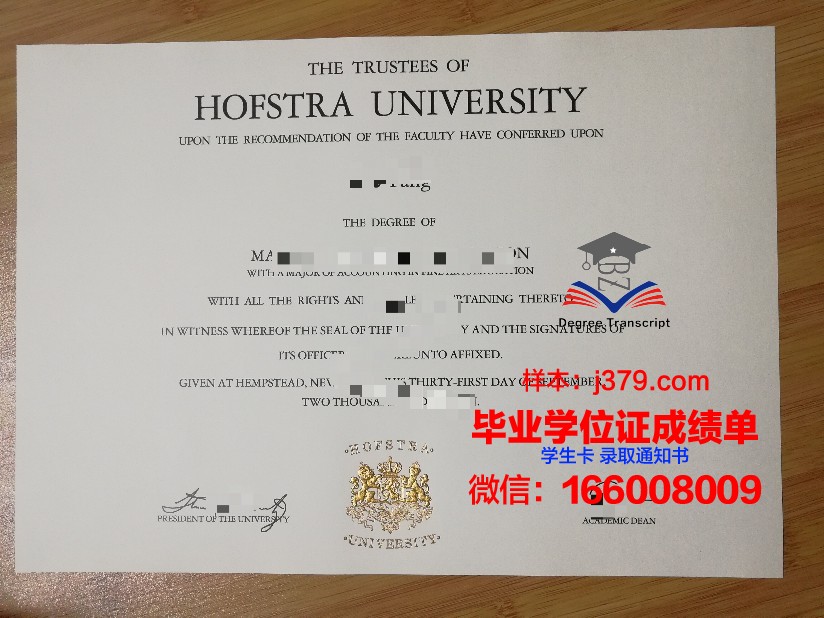 THE TRUSTEES OF
HOFSTRA UNIVERSITY
UPON THE RECOMMENDATION OF THE FACULTY HAVE CONFERRED UPON
THE DEGREE OF
WITH A MAJOR OF ACCOUNTING IN
WITH ALL THE RIGHTS THERETO
Degree Transcript
IN WITNESS WHEREOF THE SEAL OF THE AND THE SIGNATURES OF
ITS UNTO AFFIXED.
样本：j379.com
GIVEN AT HEMPSTEAD, THIRTY-FIRST DAY OF SEPTEMBER,
TWO
毕业学位证成绩单
学生卡 录取通知书
微信：166008009
HOFSTRA
UNIVERSITY
PRESIDENT OF THE UNIVERSITY
ACADEMIC DEAN